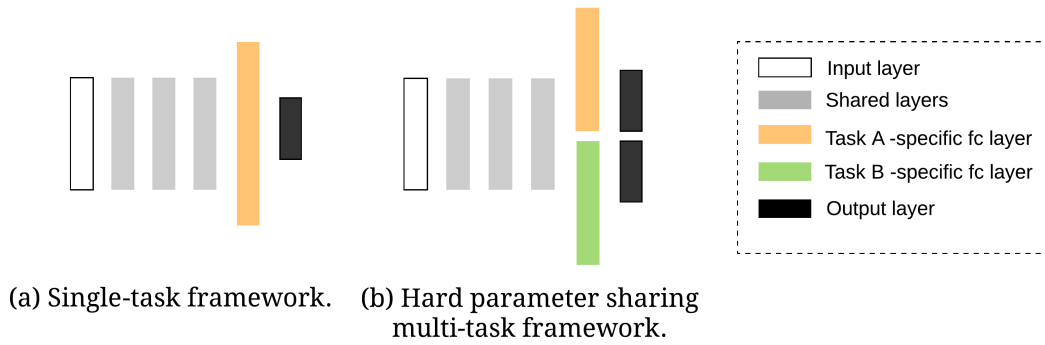 Input layer
Shared layers
Task A -specific fc layer
Task B -specific fc layer
Output layer
(a) Single-task framework.
(b) Hard parameter sharing
multi-task framework.